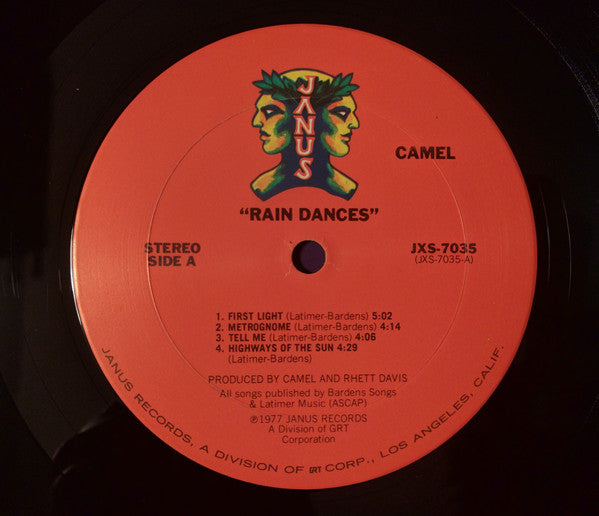 JANUS
CAMEL
"RAIN DANCES"
STEREO
SIDE A
JXS-7035
(JXS-7035-A)
1. FIRST LIGHT (Latimer-Bardens) 5:02
2. METROGNOME (Latimer-Bardens) 4:14
3. TELL ME (Latimer-Bardens) 4:06
4. HIGHWAYS OF THE SUN 4:29
(Latimer-Bardens)
PRODUCED BY CAMEL AND RHETT DAVIS
All songs published by Bardens Songs
& Latimer Music (ASCAP)
℗1977 JANUS RECORDS
A Division of GRT
Corporation
JANUS RECORDS, A DIVISION OF GRT CORP., LOS ANGELES, CALIF.